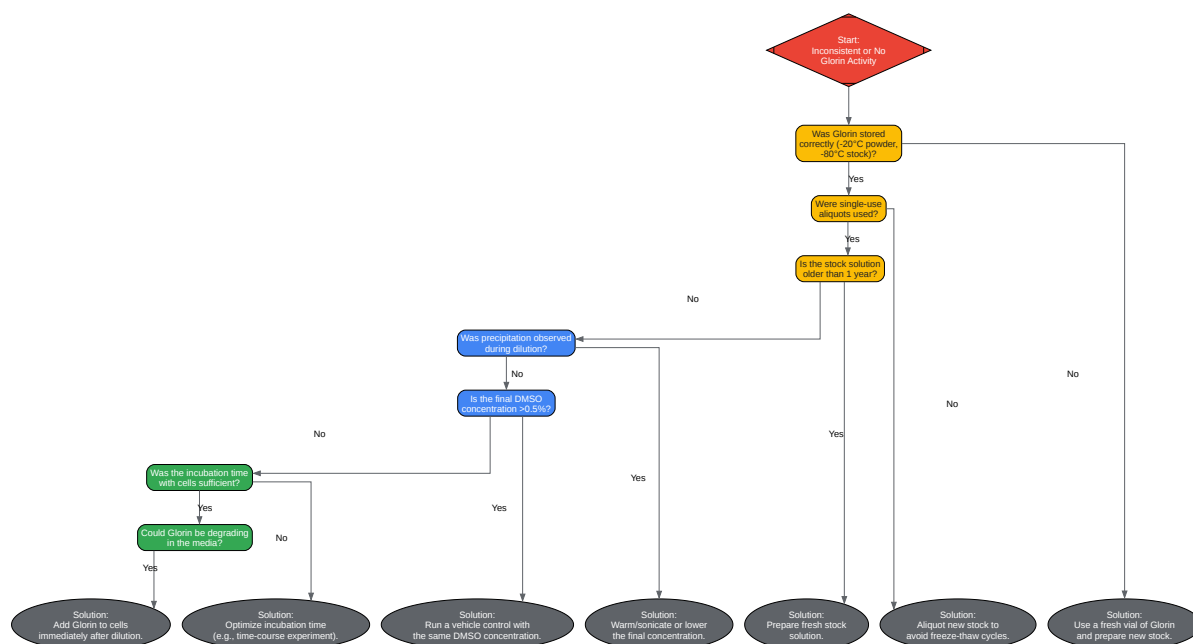 Start:
Inconsistent or No
Glorin Activity
Was Glorin stored
correctly (-20°C powder,
-80°C stock)?
Yes
Were single-use
aliquots used?
Yes
Is the stock solution
older than 1 year?
No
Was precipitation observed
during dilution?
No
No
Is the final DMSO
concentration >0.5%?
No
No
Yes
Was the incubation time
with cells sufficient?
Yes
Yes
Yes
Could Glorin be degrading
in the media?
No
Yes
Solution:
Add Glorin to cells
immediately after dilution.
Solution:
Optimize incubation time
(e.g., time-course experiment).
Solution:
Run a vehicle control with
the same DMSO concentration.
Solution:
Warm/sonicate or lower
the final concentration.
Solution:
Prepare fresh stock
solution.
Solution:
Aliquot new stock to
avoid freeze-thaw cycles.
Solution:
Use a fresh vial of Glorin
and prepare new stock.